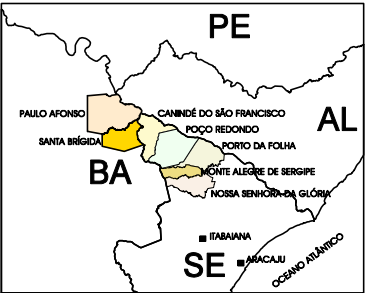 PE
PAULO AFONSO
CANINDÉ DO SÃO FRANCISCO
AL
POÇO REDONDO
SANTA BRÍGIDA
PORTO DA FOLHA
BA
MONTE ALEGRE DE SERGIPE
NOSSA SENHORA DA GLÓRIA
ITABAIANA
SE
ARACAJU
OCEANO ATLÂNTICO